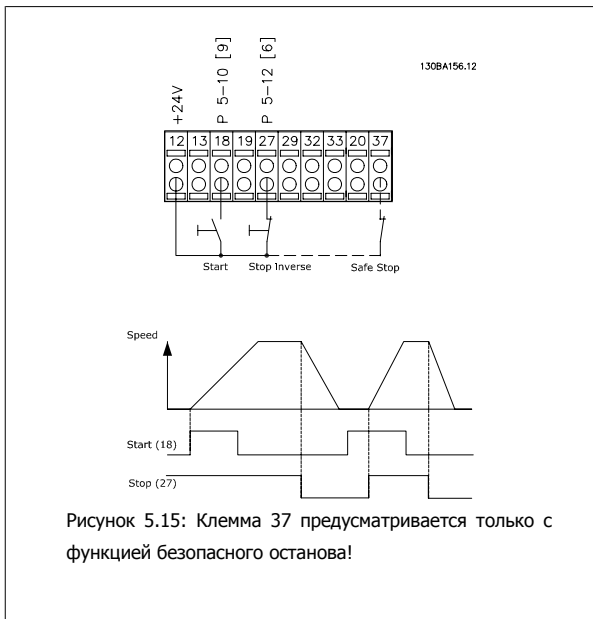 P 5-10 [9]
P 5-12 [6]
130BA156.12
+24V
12 13 18 19 27 29 32 33 20 37
Start Stop Inverse Safe Stop
Speed
Start (18)
Stop (27)
Рисунок 5.15: Клемма 37 предусматривается только с
функцией безопасного останова!